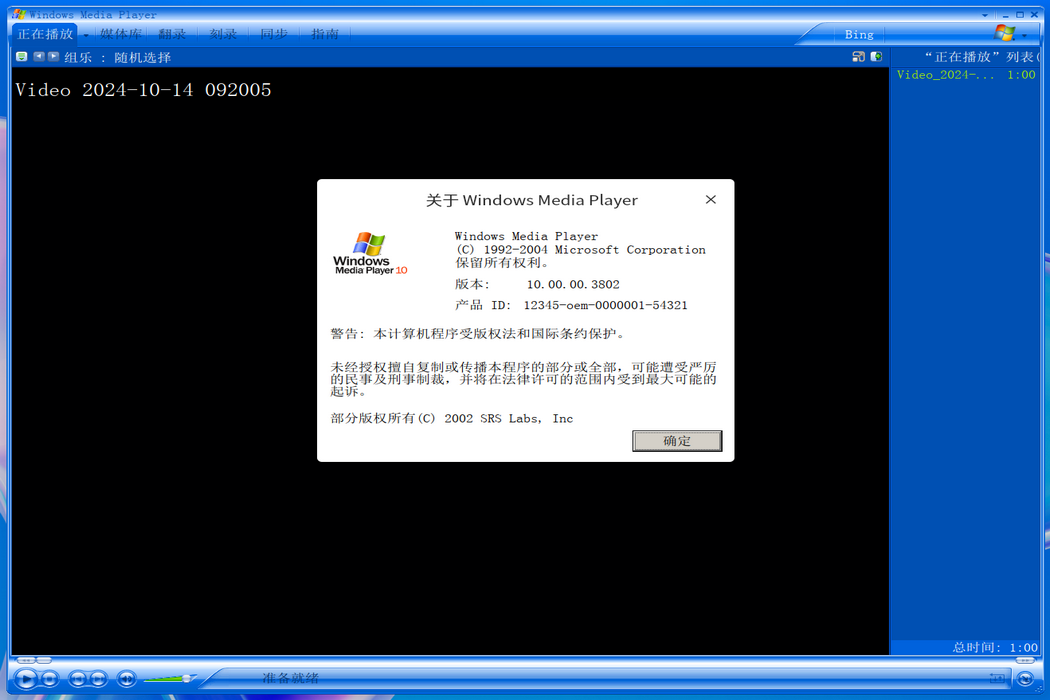 Windows Media Player
正在播放 媒体库 翻录 刻录 同步 指南 Bing
组乐 : 随机选择 “正在播放”列表(
Video_2024-... 1:00
Video 2024-10-14 092005
关于 Windows Media Player
Windows
Media Player 10
Windows Media Player
(C) 1992-2004 Microsoft Corporation
保留所有权利。
版本: 10.00.00.3802
产品 ID: 12345-oem-0000001-54321
警告: 本计算机程序受版权法和国际条约保护。
未经授权擅自复制或传播本程序的部分或全部，可能遭受严厉
的民事及刑事制裁，并将在法律许可的范围内受到最大可能的
起诉。
部分版权所有(C) 2002 SRS Labs, Inc
确定
总时间: 1:00
准备就绪